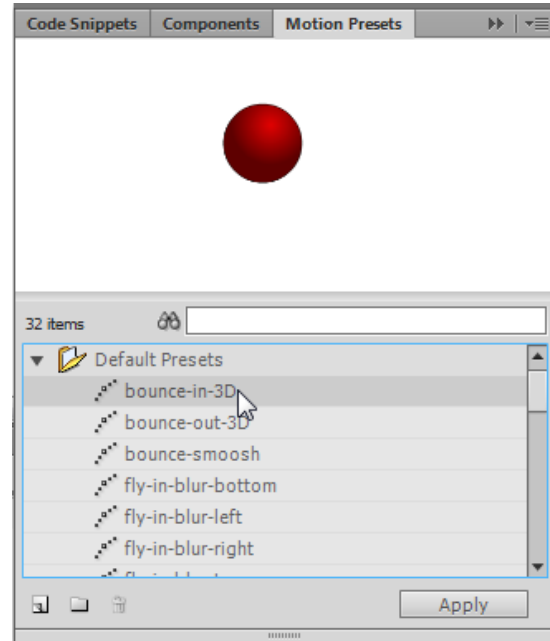 Code Snippets Components Motion Presets
32 items
Default Presets
bounce-in-3D
bounce-out-3D
bounce-smoosh
fly-in-blur-bottom
fly-in-blur-left
fly-in-blur-right
Apply